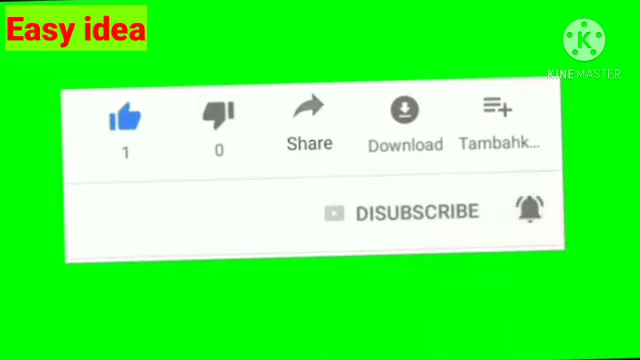 Easy idea
KINEMASTER
1 0 Share Download Tambahk...
DISUBSCRIBE